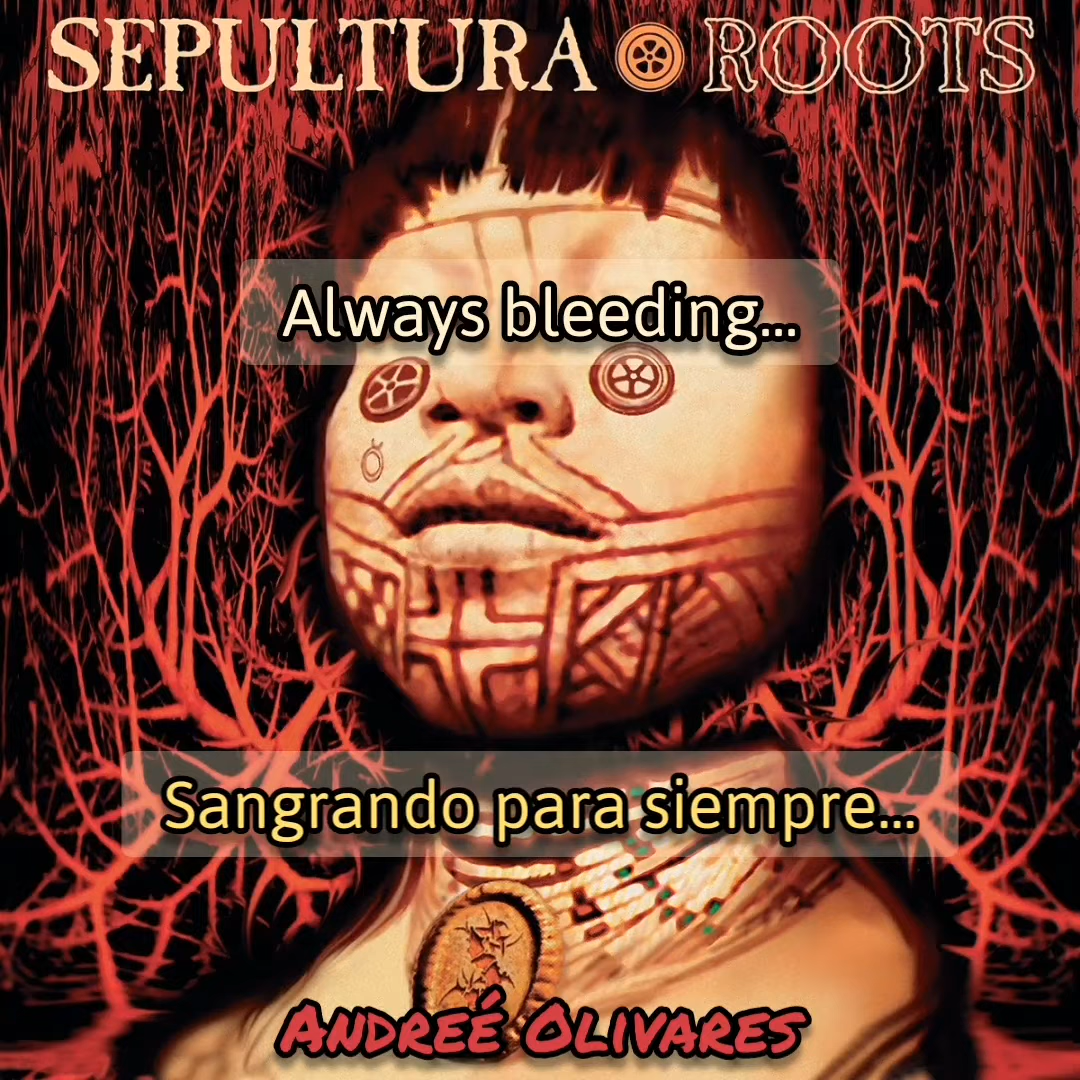 SEPULTURA ROOTS
Always bleeding...
Sangrando para siempre...
ANDREÉ OLIVARES